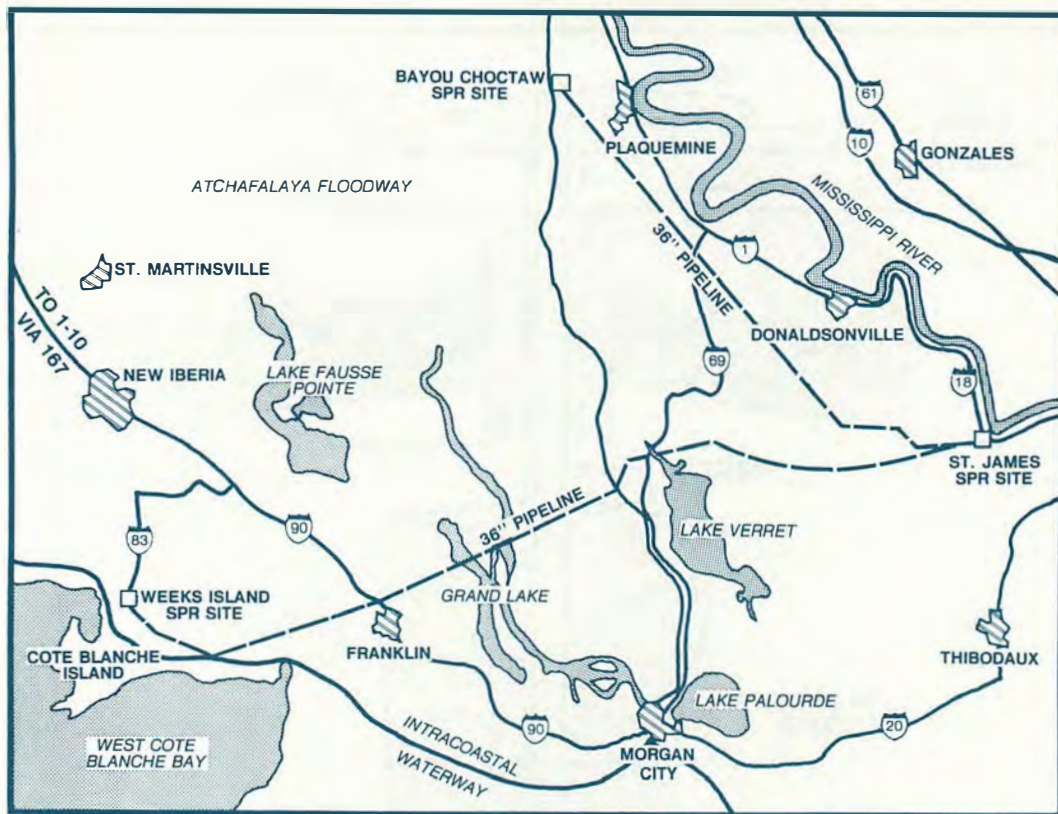 BAYOU CHOCTAW
SPR SITE
61
PLAQUEMINE
10
GONZALES
ATCHAFALAYA FLOODWAY
MISSISSIPPI RIVER
36" PIPELINE
1
ST. MARTINSVILLE
TO 1-10
VIA 167
DONALDSONVILLE
NEW IBERIA
LAKE FAUSSE
POINTE
69
18
ST. JAMES
SPR SITE
36" PIPELINE
90
83
LAKE VERRET
WEEKS ISLAND
SPR SITE
GRAND LAKE
COTE BLANCHE
ISLAND
FRANKLIN
THIBODAUX
LAKE PALOURDE
WEST COTE
BLANCHE BAY
INTRACOASTAL
WATERWAY
90
20
MORGAN
CITY